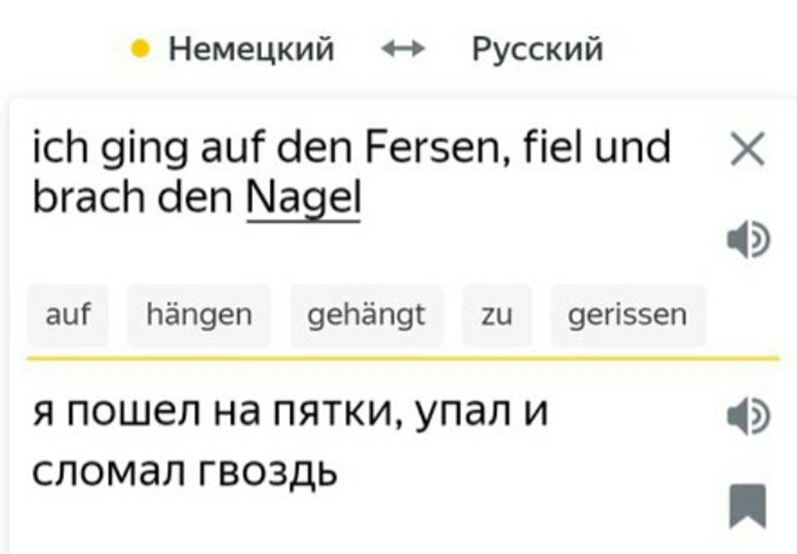 Немецкий ↔ Русский
ich ging auf den Fersen, fiel und
brach den Nagel
auf hängen gehängt zu gerissen
я пошел на пятки, упал и
сломал гвоздь